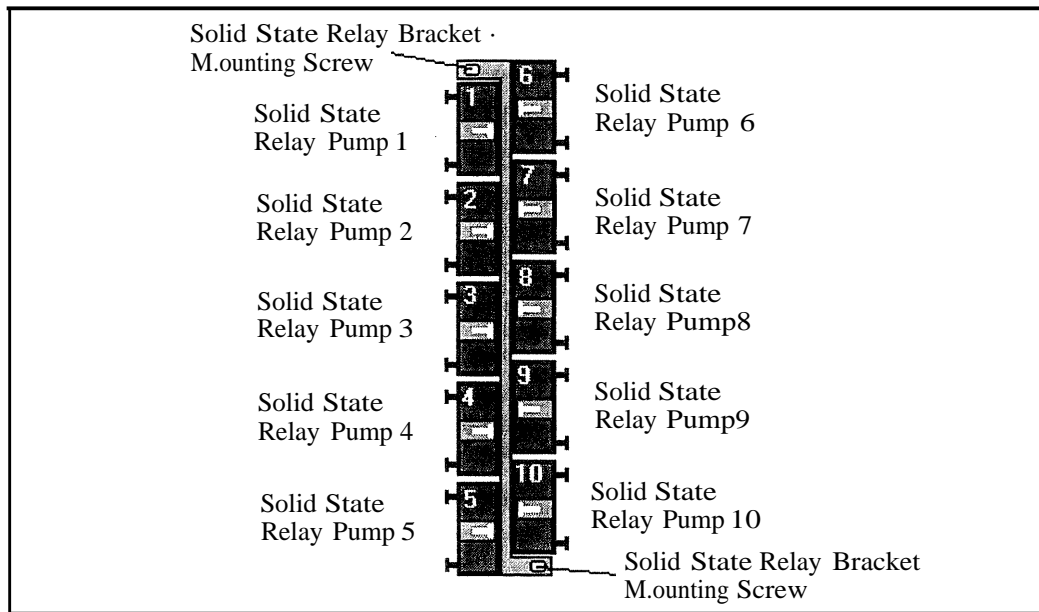 Solid State Relay Bracket ·
M.ounting Screw
6
Solid State
Relay Pump 6
1
Solid State
Relay Pump 1
7
Solid State
Relay Pump 7
2
Solid State
Relay Pump 2
8
Solid State
Relay Pump8
3
Solid State
Relay Pump 3
9
Solid State
Relay Pump9
4
Solid State
Relay Pump 4
10
Solid State
Relay Pump 10
5
Solid State
Relay Pump 5
Solid State Relay Bracket
M.ounting Screw